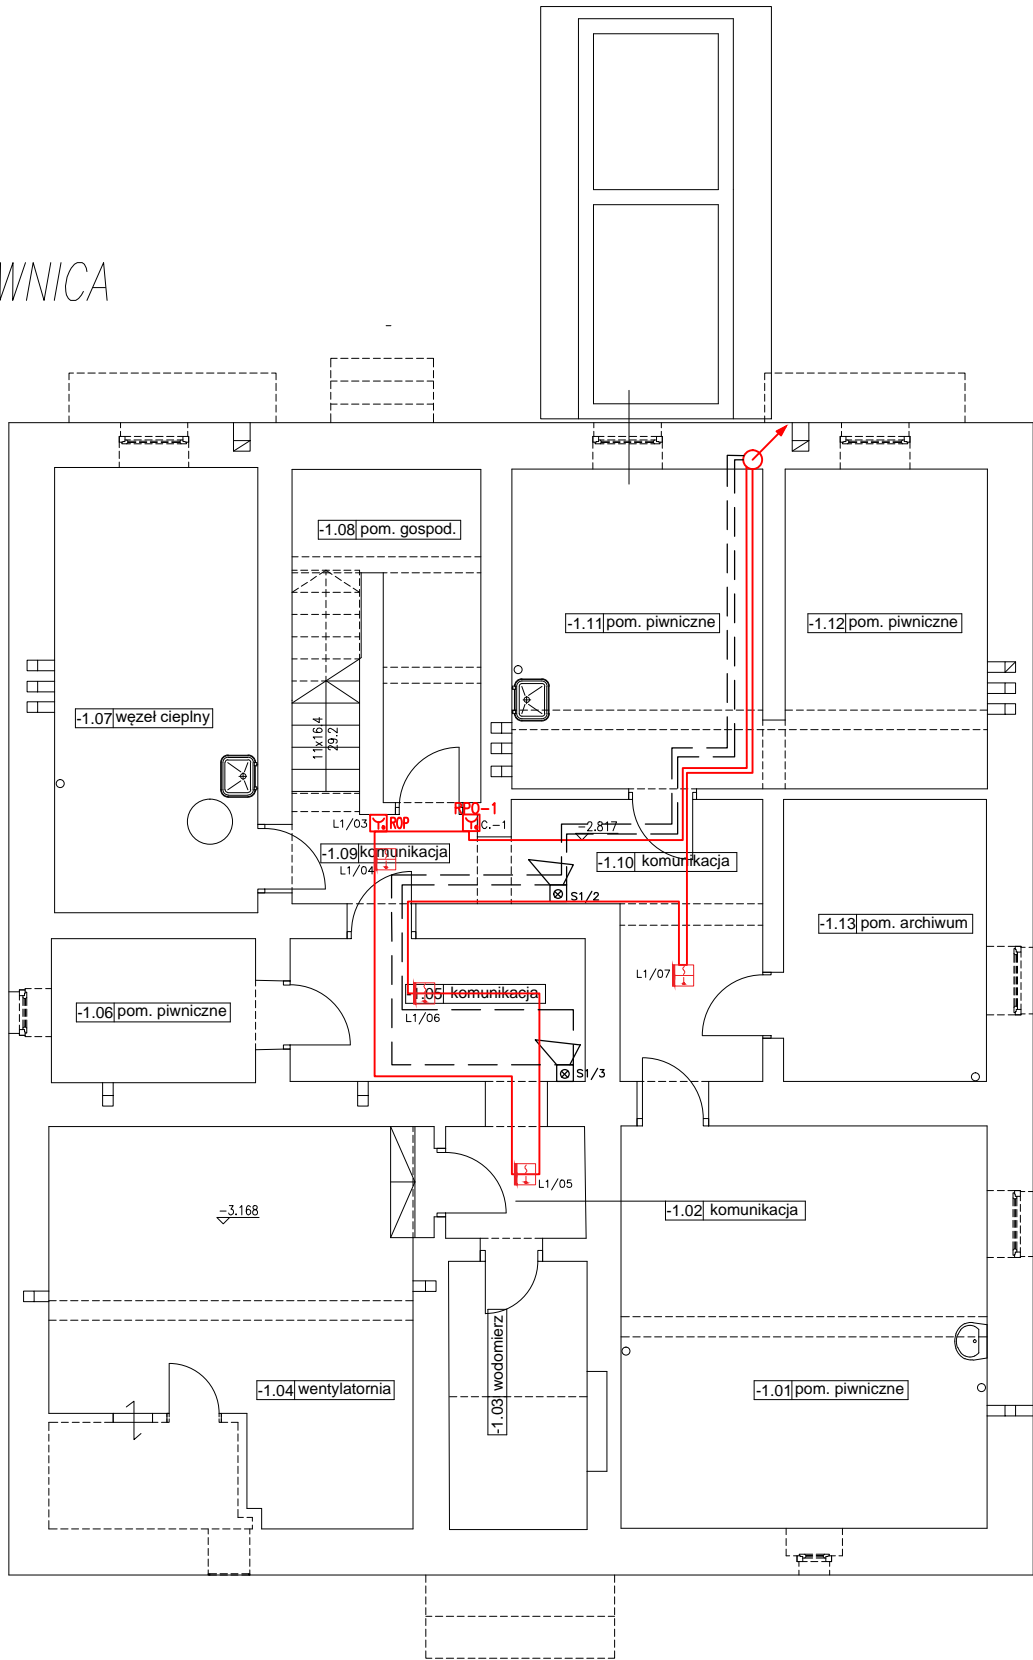 WNICA
-1.08 pom. gospod.
-1.11 pom. piwniczne
-1.12 pom. piwniczne
-1.07 węzeł cieplny
11x16.4
29.2
RPO-1
L1/03 ROP
C.-1
-2.817
-1.09 komunikacja
L1/04
-1.10 komunikacja
S1/2
-1.13 pom. archiwum
L1/07
-1.05 komunikacja
-1.06 pom. piwniczne
L1/06
S1/3
L1/05
-3.168
-1.02 komunikacja
-1.03 wodomierz
-1.04 wentylatornia
-1.01 pom. piwniczne